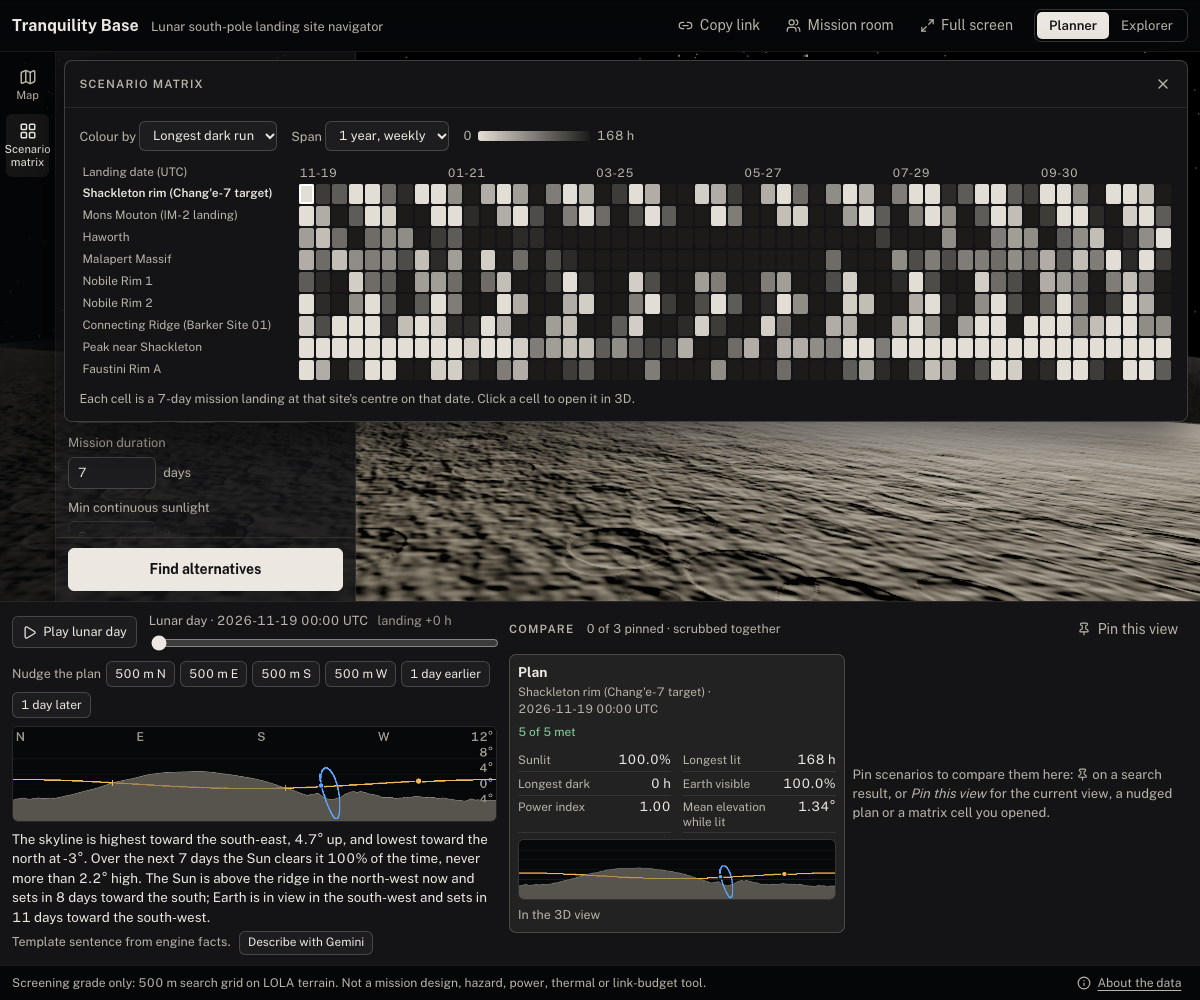 Tranquility Base Lunar south-pole landing site navigator Copy link Mission room Full screen Planner Explorer
Map
Scenario matrix
SCENARIO MATRIX
Colour by Longest dark run Span 1 year, weekly 0 168 h
Landing date (UTC) 11-19 01-21 03-25 05-27 07-29 09-30
Shackleton rim (Chang'e-7 target)
Mons Mouton (IM-2 landing)
Haworth
Malapert Massif
Nobile Rim 1
Nobile Rim 2
Connecting Ridge (Barker Site 01)
Peak near Shackleton
Faustini Rim A
Each cell is a 7-day mission landing at that site's centre on that date. Click a cell to open it in 3D.
Mission duration
7 days
Min continuous sunlight
Find alternatives
Play lunar day
Lunar day · 2026-11-19 00:00 UTC landing +0 h
Nudge the plan 500 m N 500 m E 500 m S 500 m W 1 day earlier
1 day later
N E S W 12°
8°
4°
0°
4°
The skyline is highest toward the south-east, 4.7° up, and lowest toward the
north at -3°. Over the next 7 days the Sun clears it 100% of the time, never
more than 2.2° high. The Sun is above the ridge in the north-west now and
sets in 8 days toward the south; Earth is in view in the south-west and sets in
11 days toward the south-west.
Template sentence from engine facts. Describe with Gemini
COMPARE 0 of 3 pinned · scrubbed together Pin this view
Plan
Shackleton rim (Chang'e-7 target) ·
2026-11-19 00:00 UTC
5 of 5 met
Sunlit 100.0% Longest lit 168 h
Longest dark 0 h Earth visible 100.0%
Power index 1.00 Mean elevation while lit 1.34°
In the 3D view
Pin scenarios to compare them here: on a search
result, or Pin this view for the current view, a nudged
plan or a matrix cell you opened.
Screening grade only: 500 m search grid on LOLA terrain. Not a mission design, hazard, power, thermal or link-budget tool. About the data